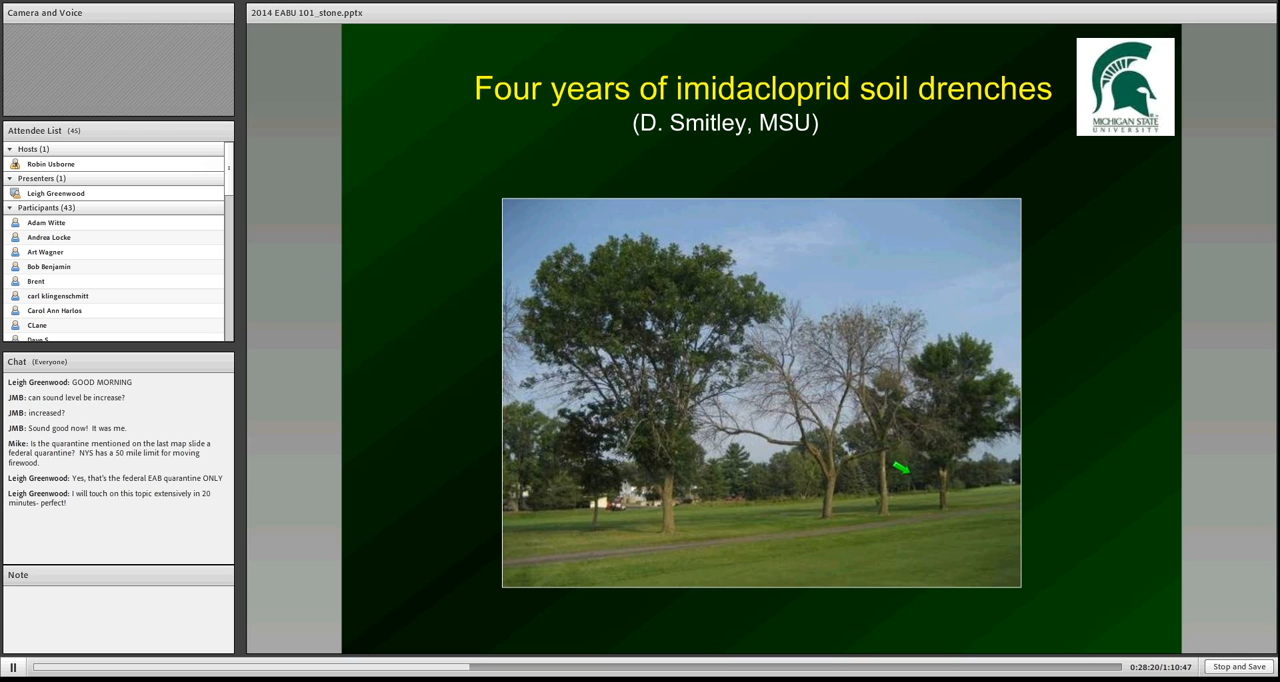 Camera and Voice
Attendee List (45)
Hosts (1)
Robin Usborne
Presenters (1)
Leigh Greenwood
Participants (43)
Adam Witte
Andrea Locke
Art Wagner
Bob Benjamin
Brent
carl klingenschmitt
Carol Ann Harlos
CLane
Dave S
Chat (Everyone)
Leigh Greenwood: GOOD MORNING
JMB: can sound level be increase?
JMB: increased?
JMB: Sound good now! It was me.
Mike: Is the quarantine mentioned on the last map slide a
federal quarantine? NYS has a 50 mile limit for moving
firewood.
Leigh Greenwood: Yes, that's the federal EAB quarantine ONLY
Leigh Greenwood: I will touch on this topic extensively in 20
minutes- perfect!
Note
2014 EABU 101_stone.pptx
Four years of imidacloprid soil drenches
(D. Smitley, MSU)
MICHIGAN STATE
UNIVERSITY
0:28:20/1:10:47
Stop and Save